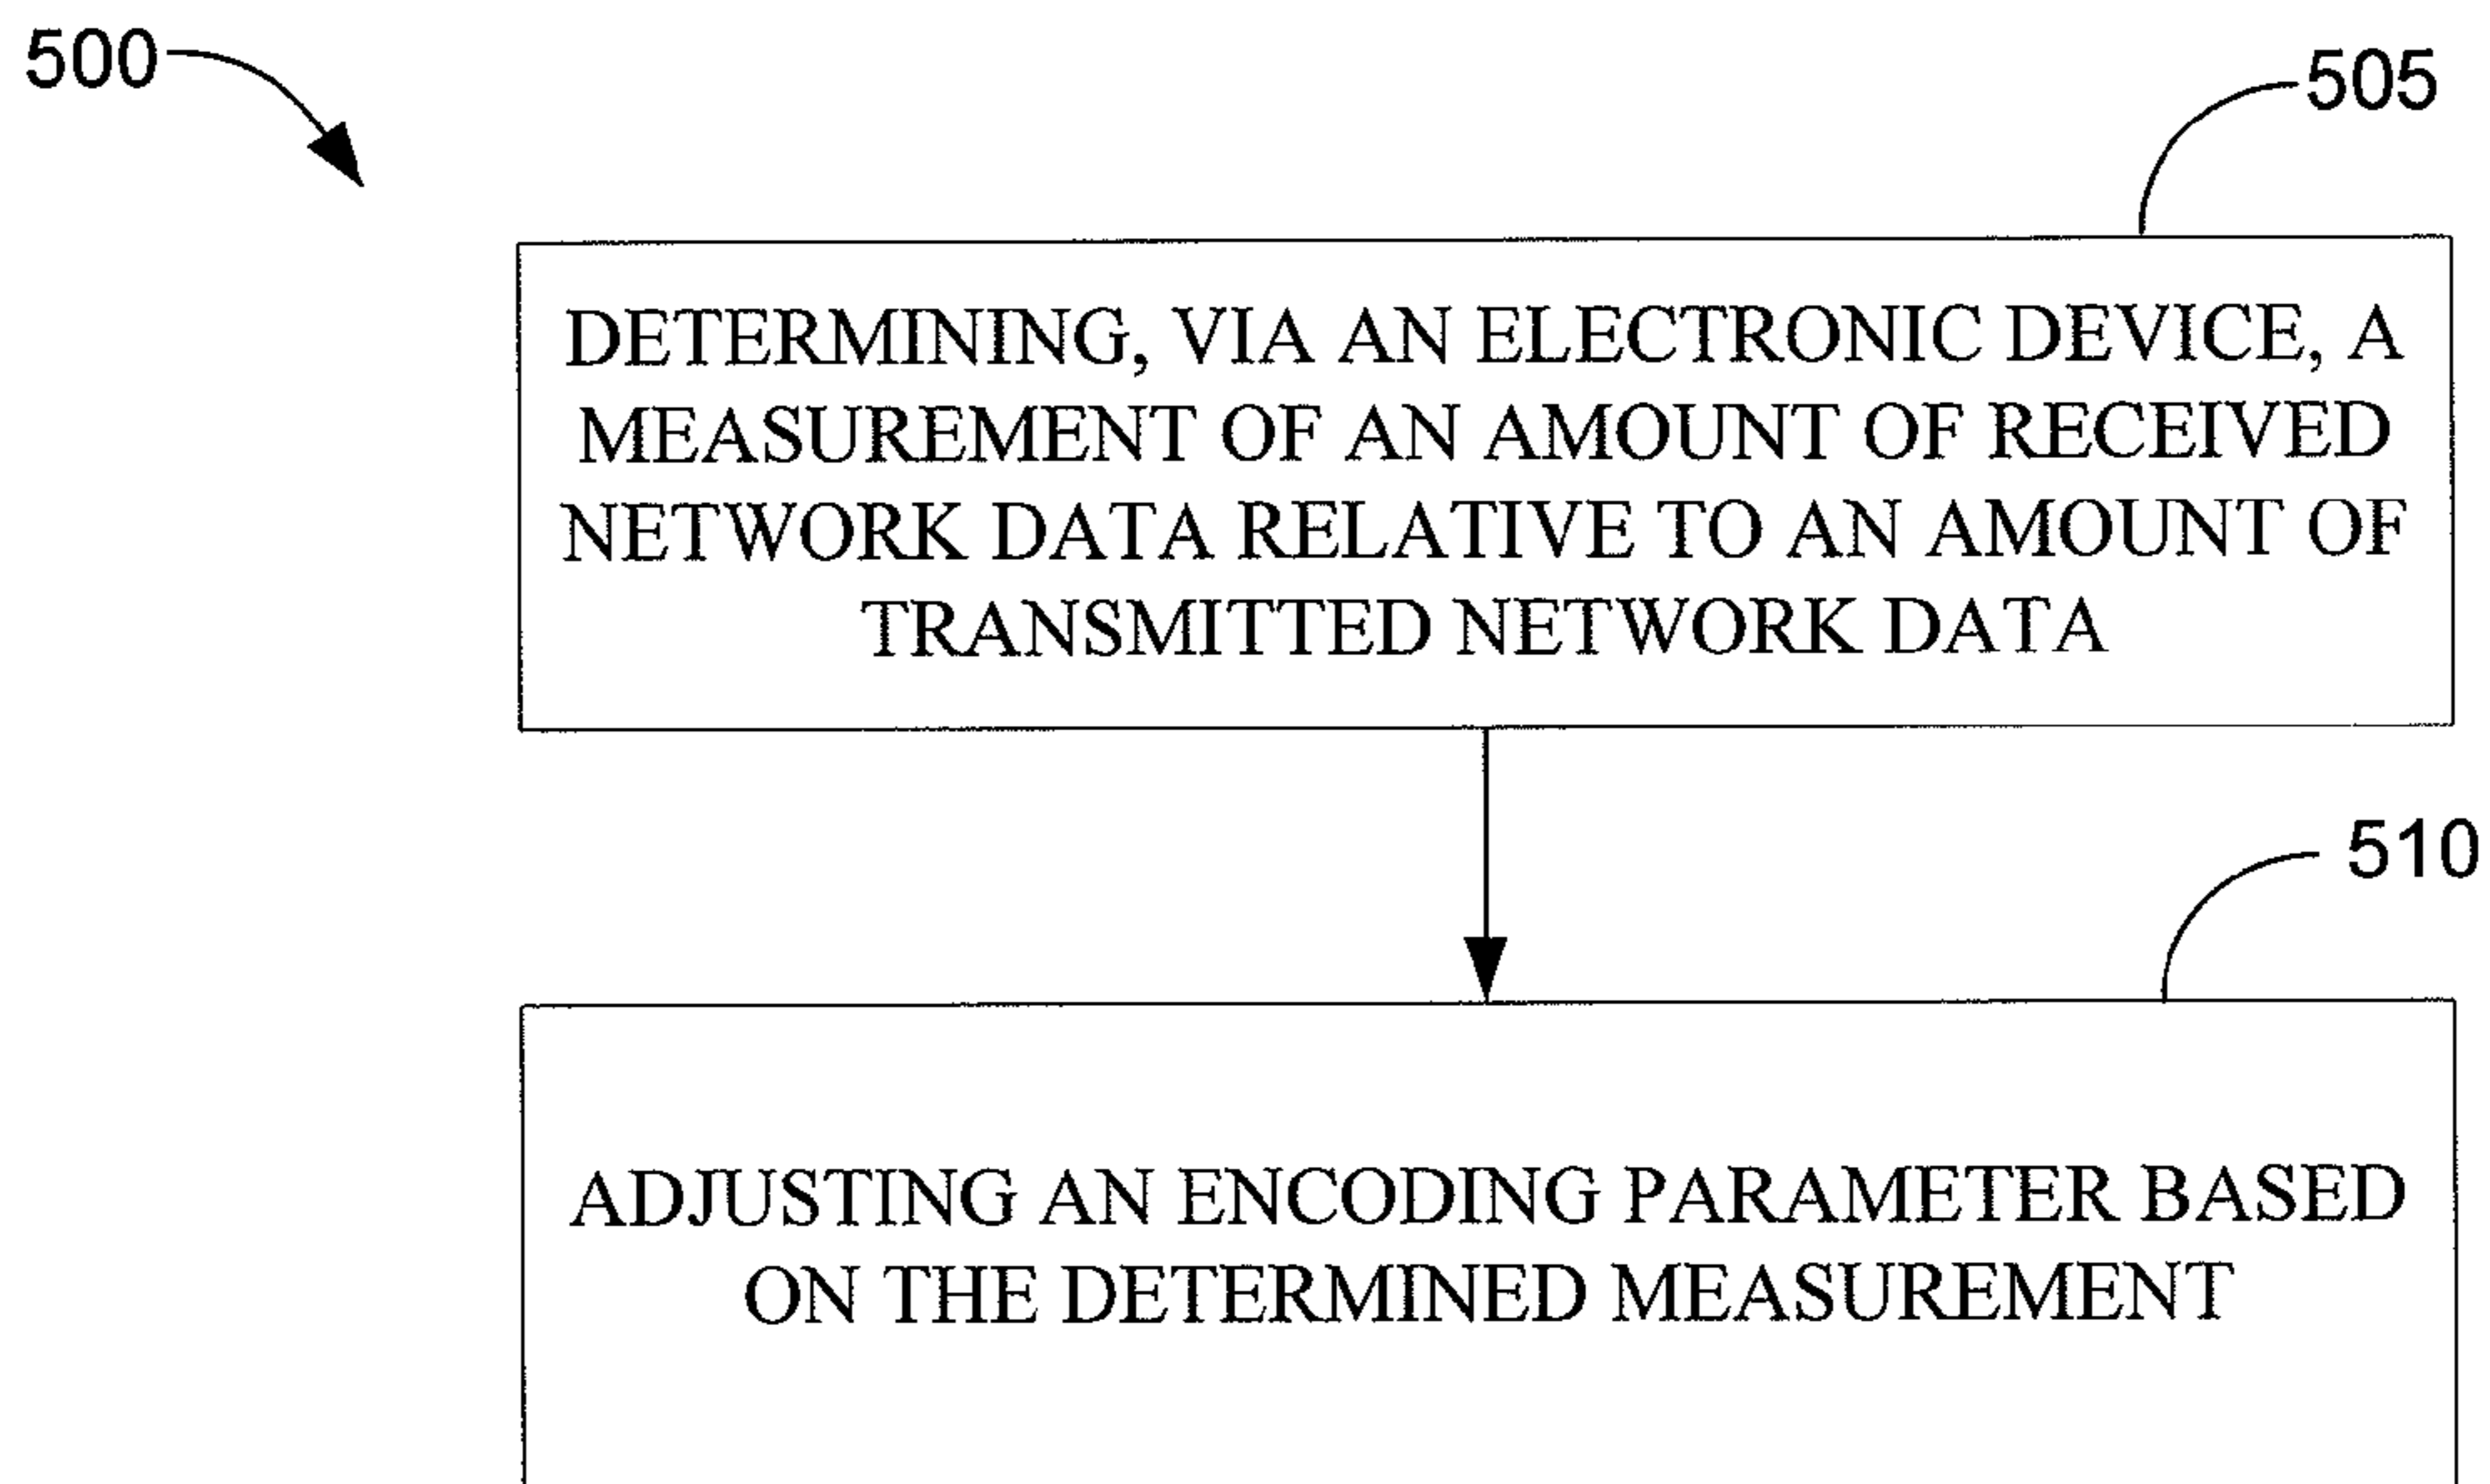 500
505
DETERMINING, VIA AN ELECTRONIC DEVICE, A
MEASUREMENT OF AN AMOUNT OF RECEIVED
NETWORK DATA RELATIVE TO AN AMOUNT OF
TRANSMITTED NETWORK DATA
510
ADJUSTING AN ENCODING PARAMETER BASED
ON THE DETERMINED MEASUREMENT